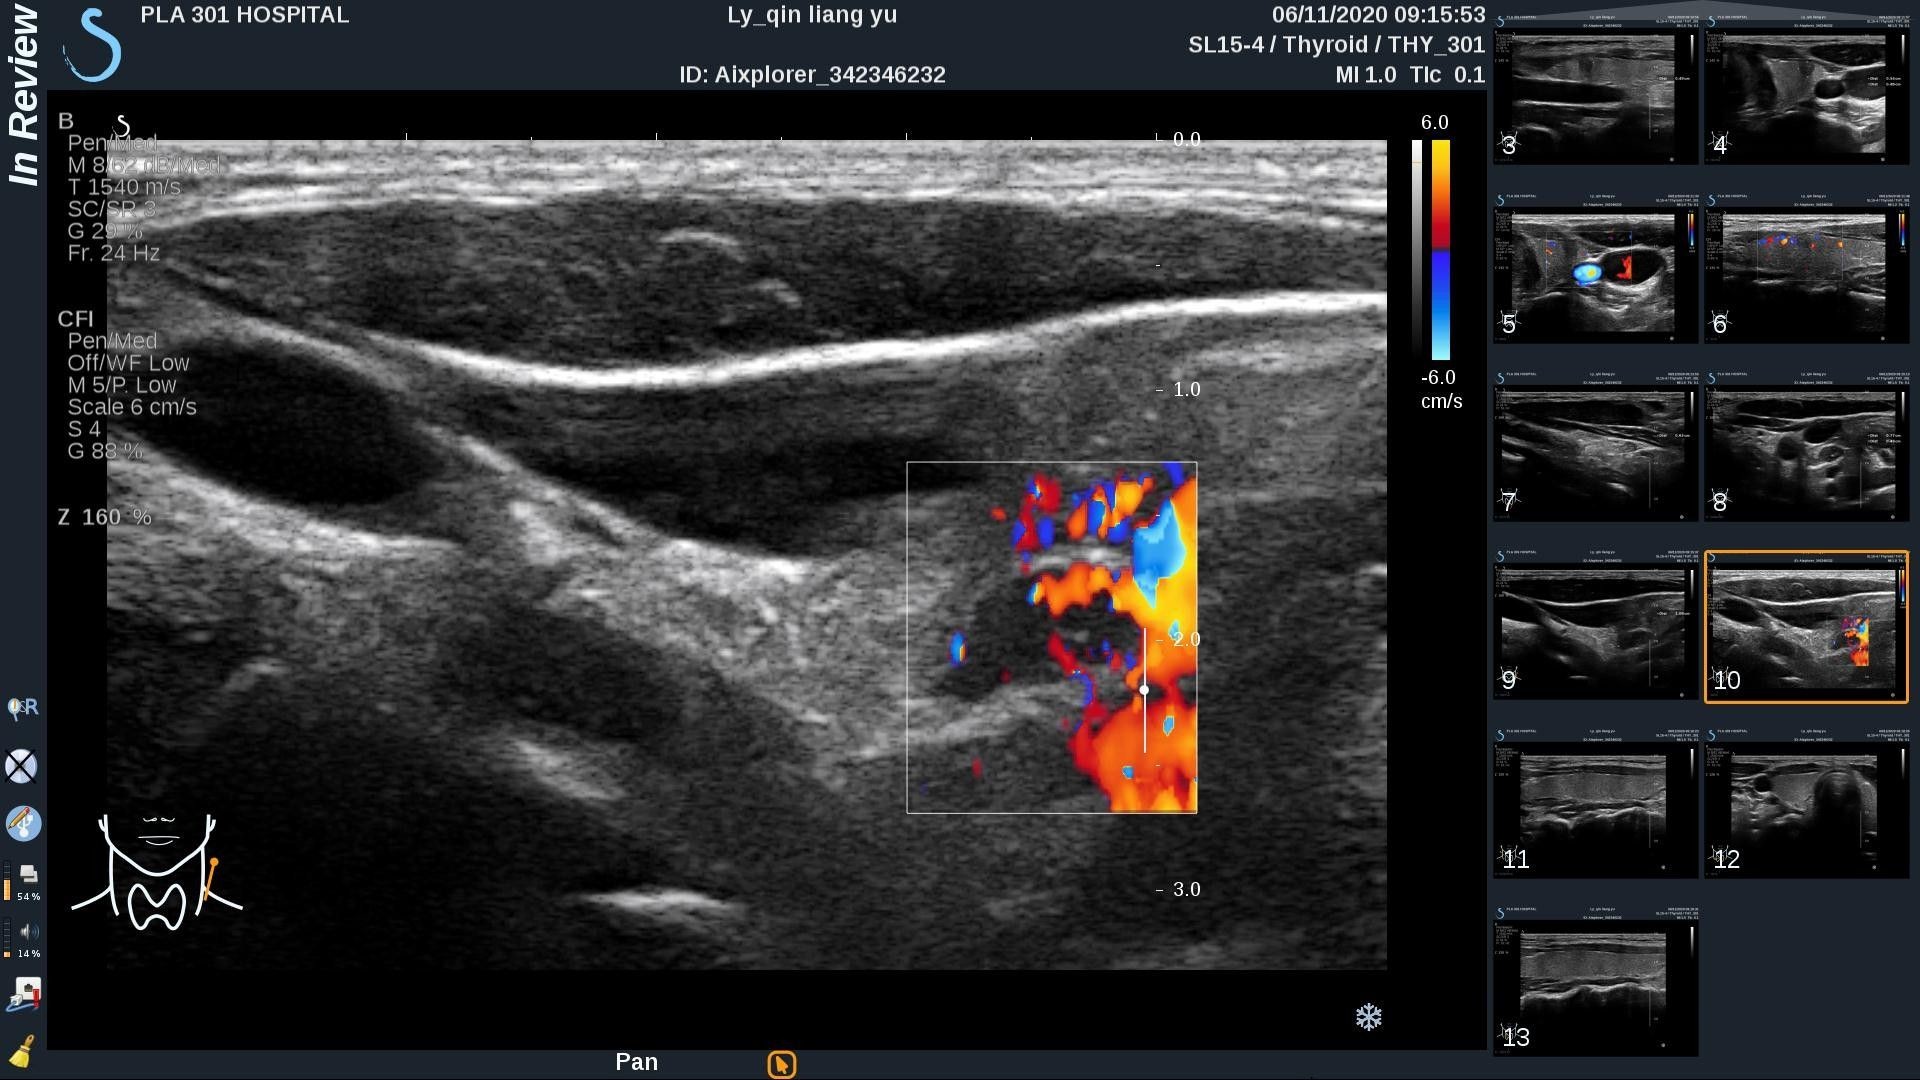 In Review
PLA 301 HOSPITAL
Ly_qin liang yu
06/11/2020 09:15:53
SL15-4 / Thyroid / THY_301
ID: Aixplorer_342346232
MI 1.0 TIc 0.1
B
Pen/Med
M 8/62 dB/Med
T 1540 m/s
SC/SR 3
G 29 %
Fr. 24 Hz
CFI
Pen/Med
Off/WF Low
M 5/P. Low
Scale 6 cm/s
S 4
G 88 %
Z 160 %
0.0
1.0
2.0
3.0
6.0
-6.0
cm/s
R
54 %
14 %
Pan
3
4
5
6
7
8
9
10
11
12
13